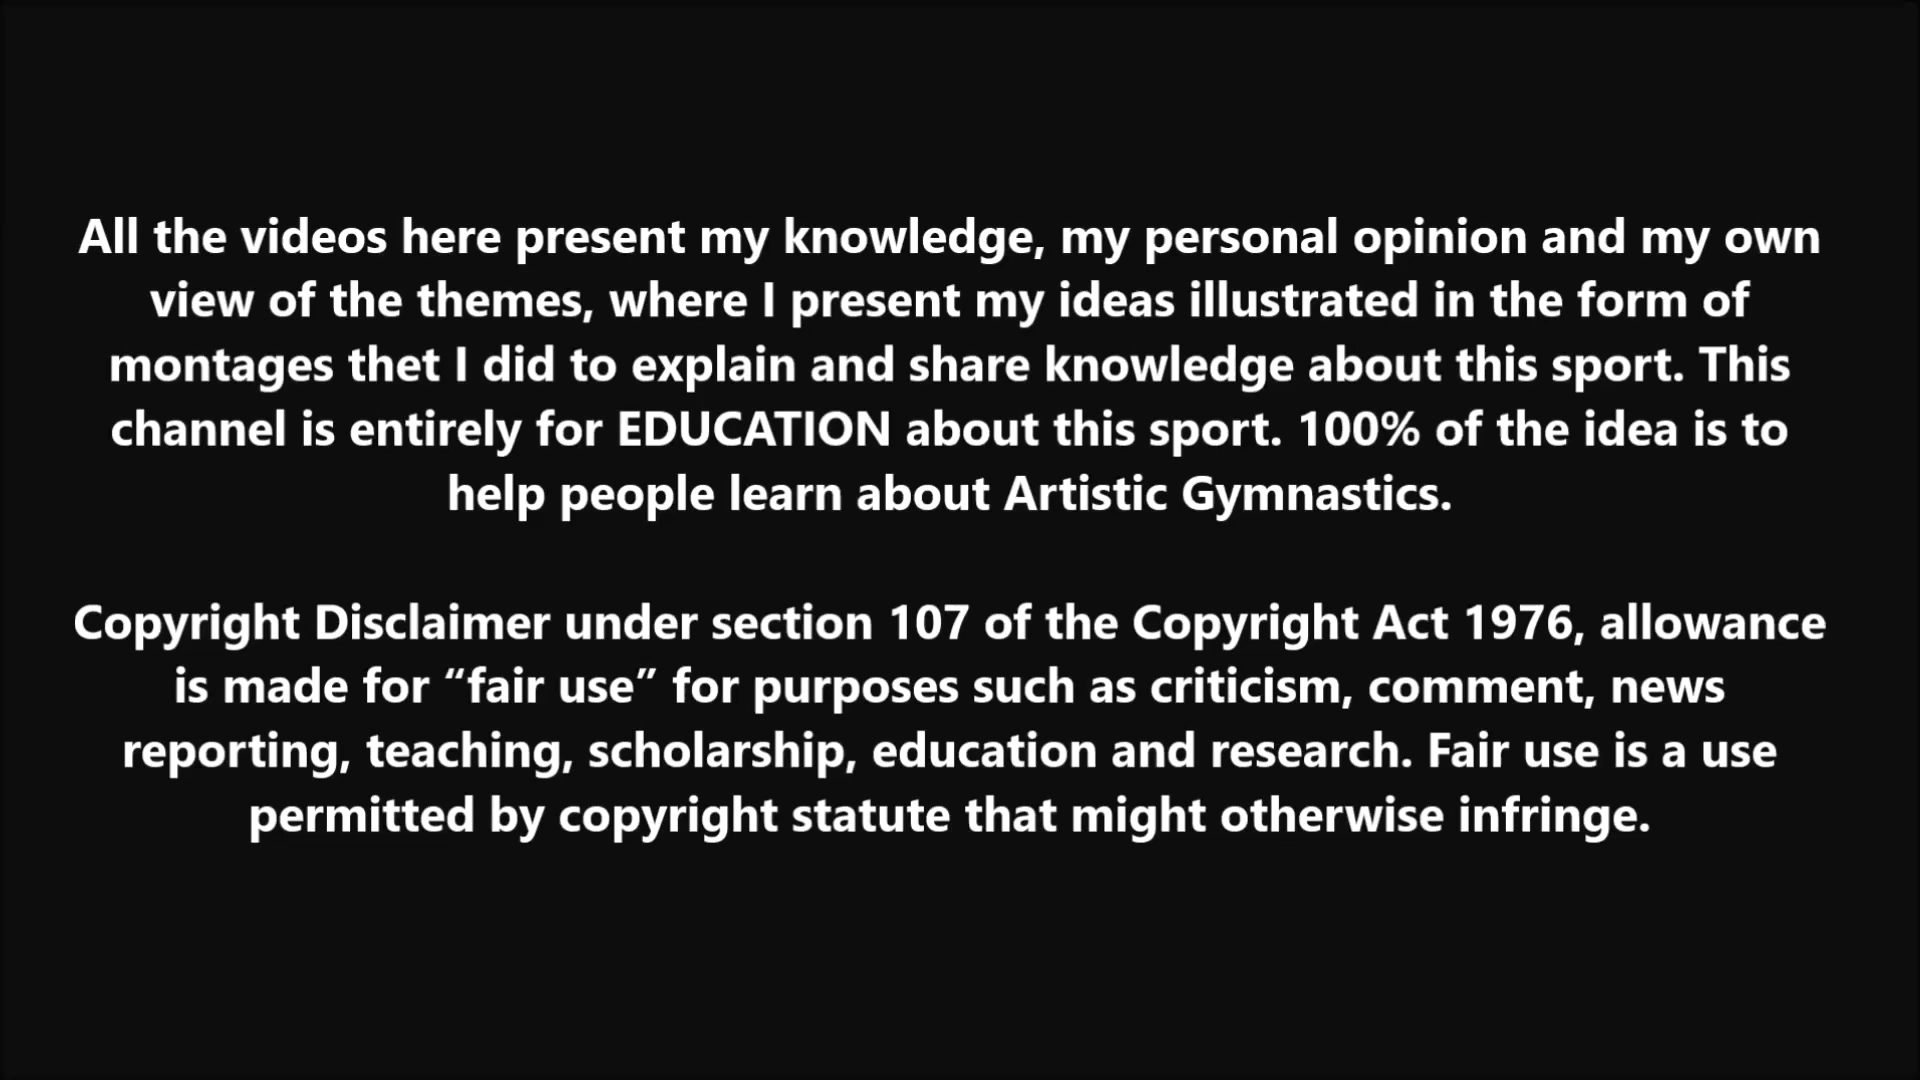 All the videos here present my knowledge, my personal opinion and my own
view of the themes, where I present my ideas illustrated in the form of
montages thet I did to explain and share knowledge about this sport. This
channel is entirely for EDUCATION about this sport. 100% of the idea is to
help people learn about Artistic Gymnastics.
Copyright Disclaimer under section 107 of the Copyright Act 1976, allowance
is made for “fair use” for purposes such as criticism, comment, news
reporting, teaching, scholarship, education and research. Fair use is a use
permitted by copyright statute that might otherwise infringe.